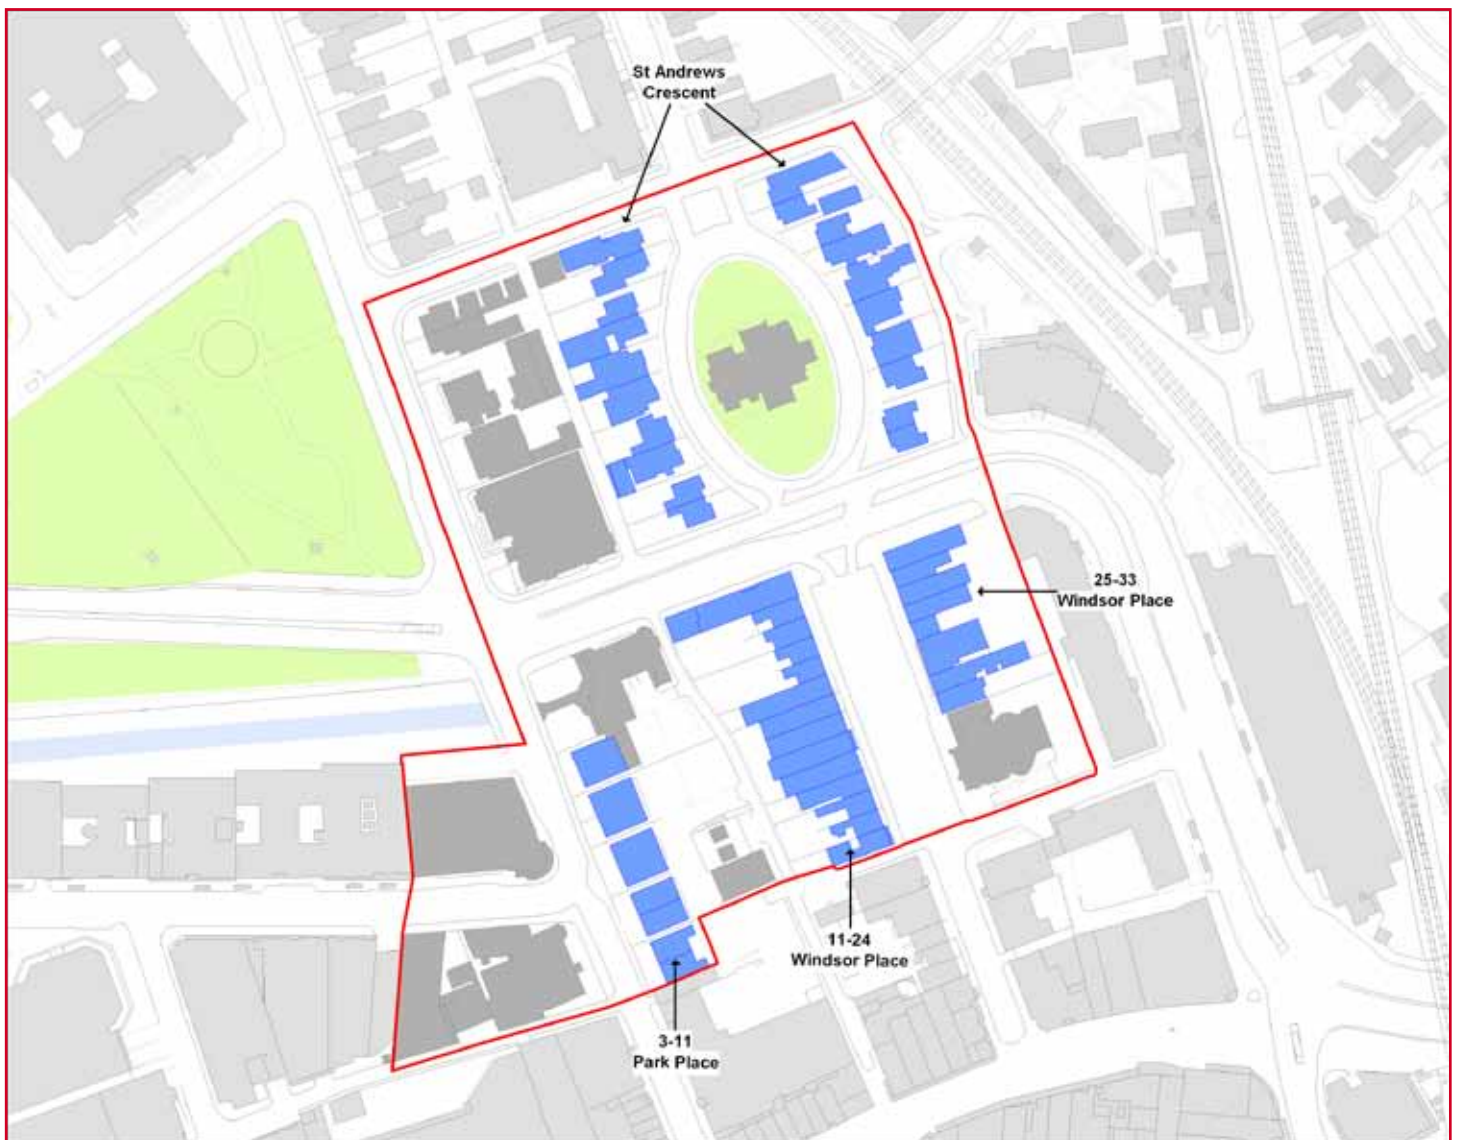 St Andrews
Crescent
25-33
Windsor Place
11-24
Windsor Place
3-11
Park Place